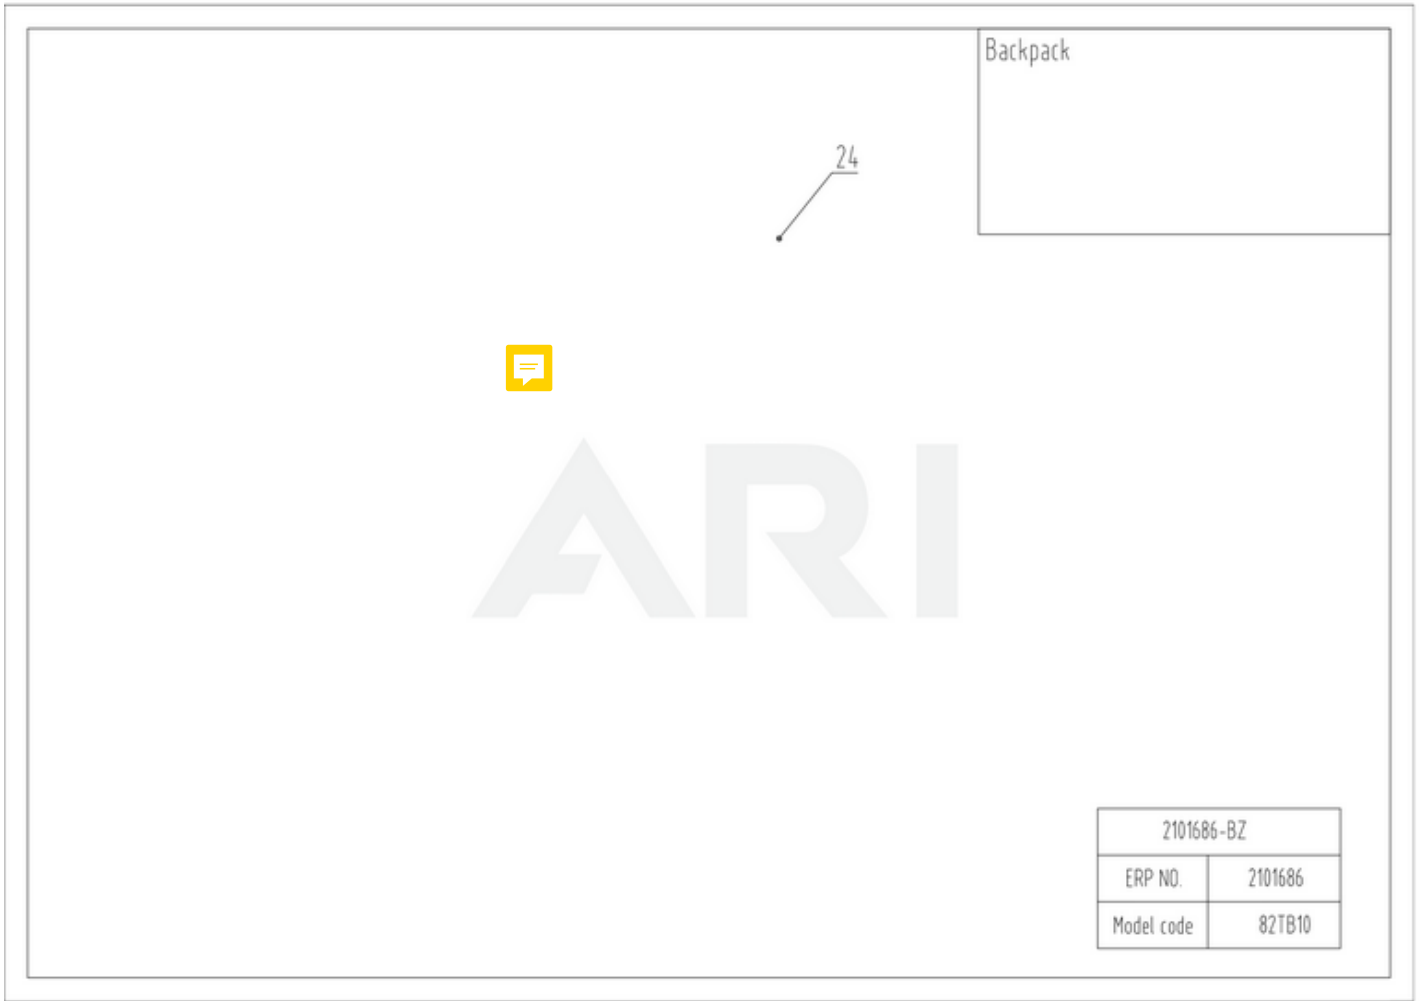 Backpack
24
ARI
2101686-BZ
ERP NO. 2101686
Model code 82TB10